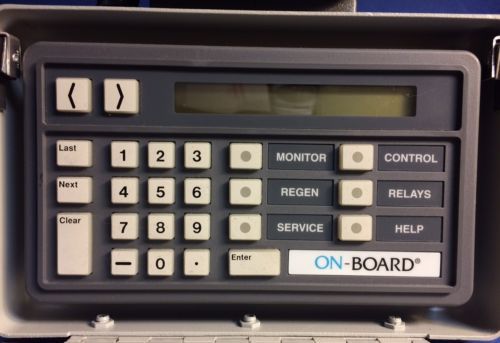 < >
Last 1 2 3 MONITOR CONTROL
Next 4 5 6 REGEN RELAYS
Clear 7 8 9 SERVICE HELP
— 0 . Enter ON-BOARD®